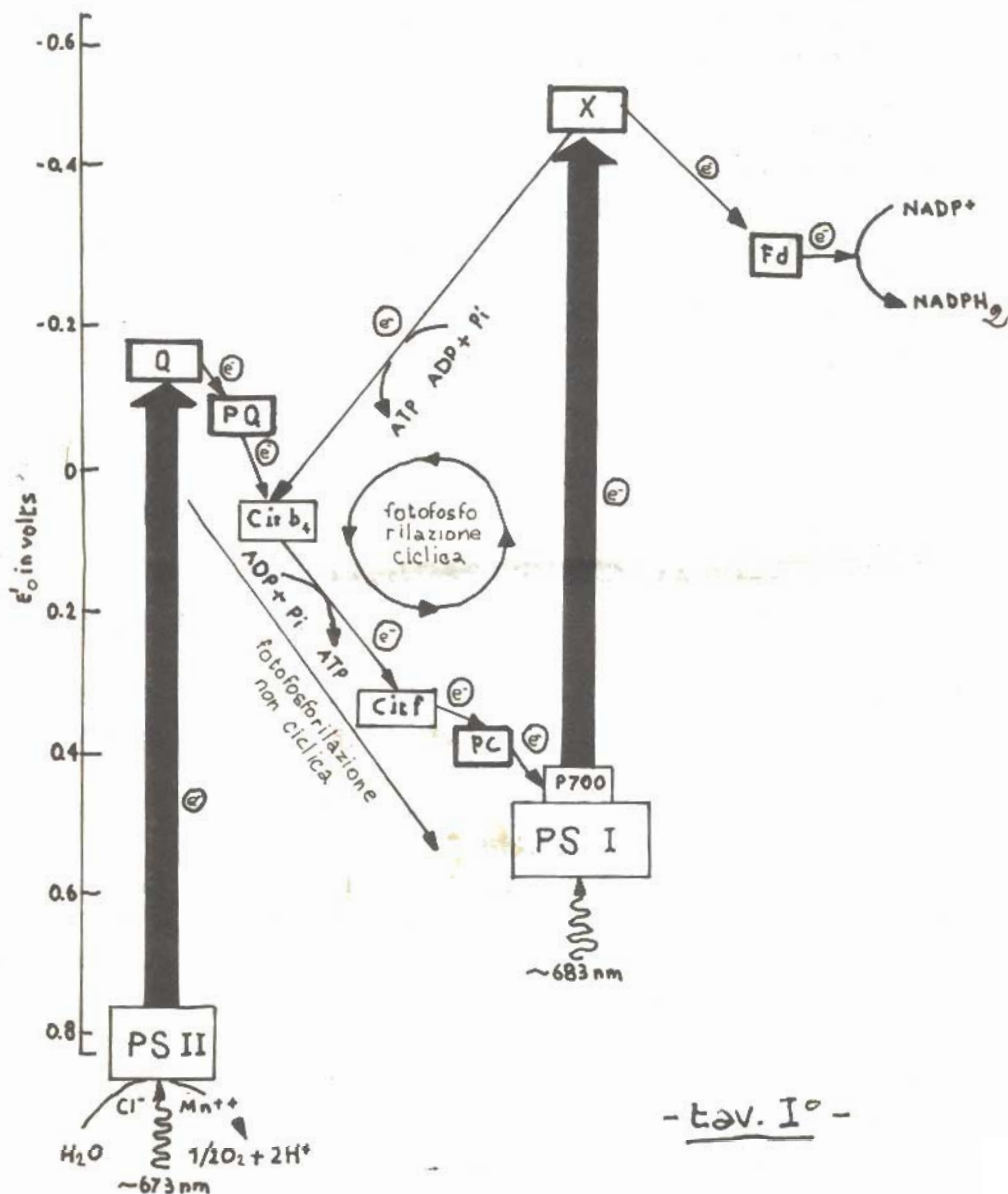 -0.6
-0.4
-0.2
0
0.2
0.4
0.6
0.8
E'o in volts
X
e-
Fd
e-
NADP+
NADPH2
e-
ADP + Pi
ATP
Q
e-
PQ
e-
Cit b4
e-
fotofosfo
rilazione
ciclica
ADP + Pi
ATP
e-
fotofosforilazione
non ciclica
Cit f
e-
PC
e-
P700
PS I
~683 nm
e-
PS II
Cl-
Mn++
H2O
1/2O2 + 2H+
~673 nm
- tav. I° -